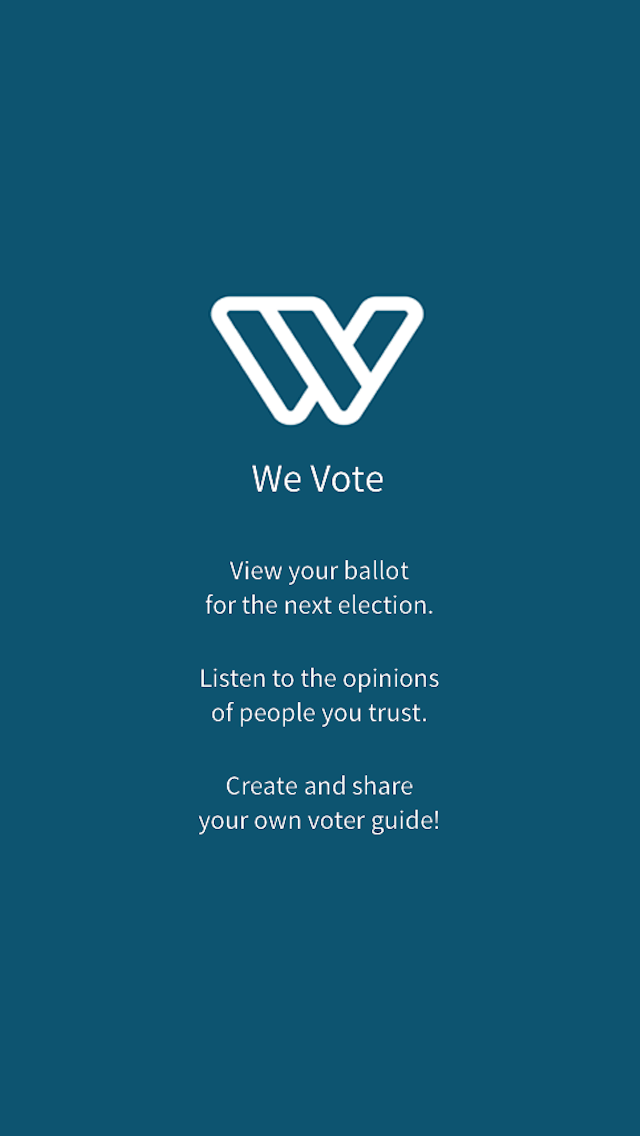 We Vote
View your ballot
for the next election.
Listen to the opinions
of people you trust.
Create and share
your own voter guide!